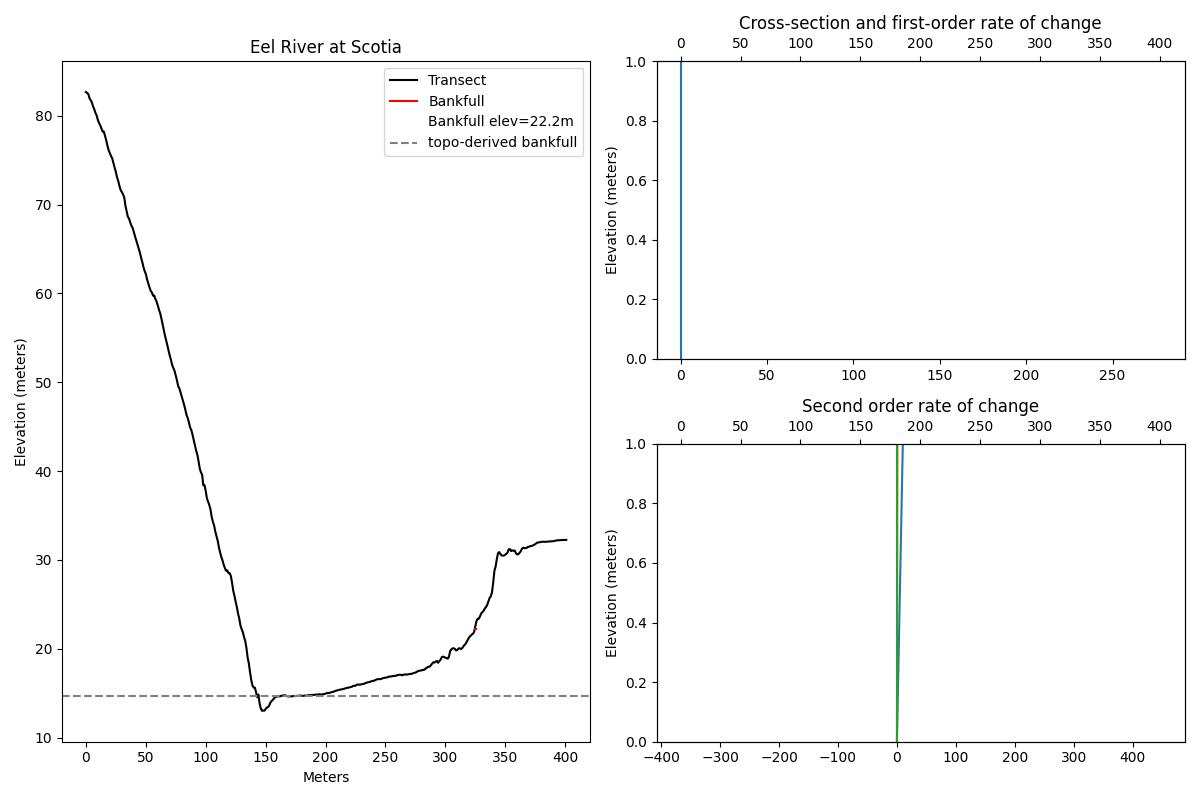 Eel River at Scotia
Transect
Bankfull
Bankfull elev=22.2m
topo-derived bankfull
Elevation (meters)
80
70
60
50
40
30
20
10
0 50 100 150 200 250 300 350 400
Meters
Cross-section and first-order rate of change
0 50 100 150 200 250 300 350 400
Elevation (meters)
1.0
0.8
0.6
0.4
0.2
0.0
0 50 100 150 200 250
Second order rate of change
0 50 100 150 200 250 300 350 400
Elevation (meters)
1.0
0.8
0.6
0.4
0.2
0.0
−400 −300 −200 −100 0 100 200 300 400